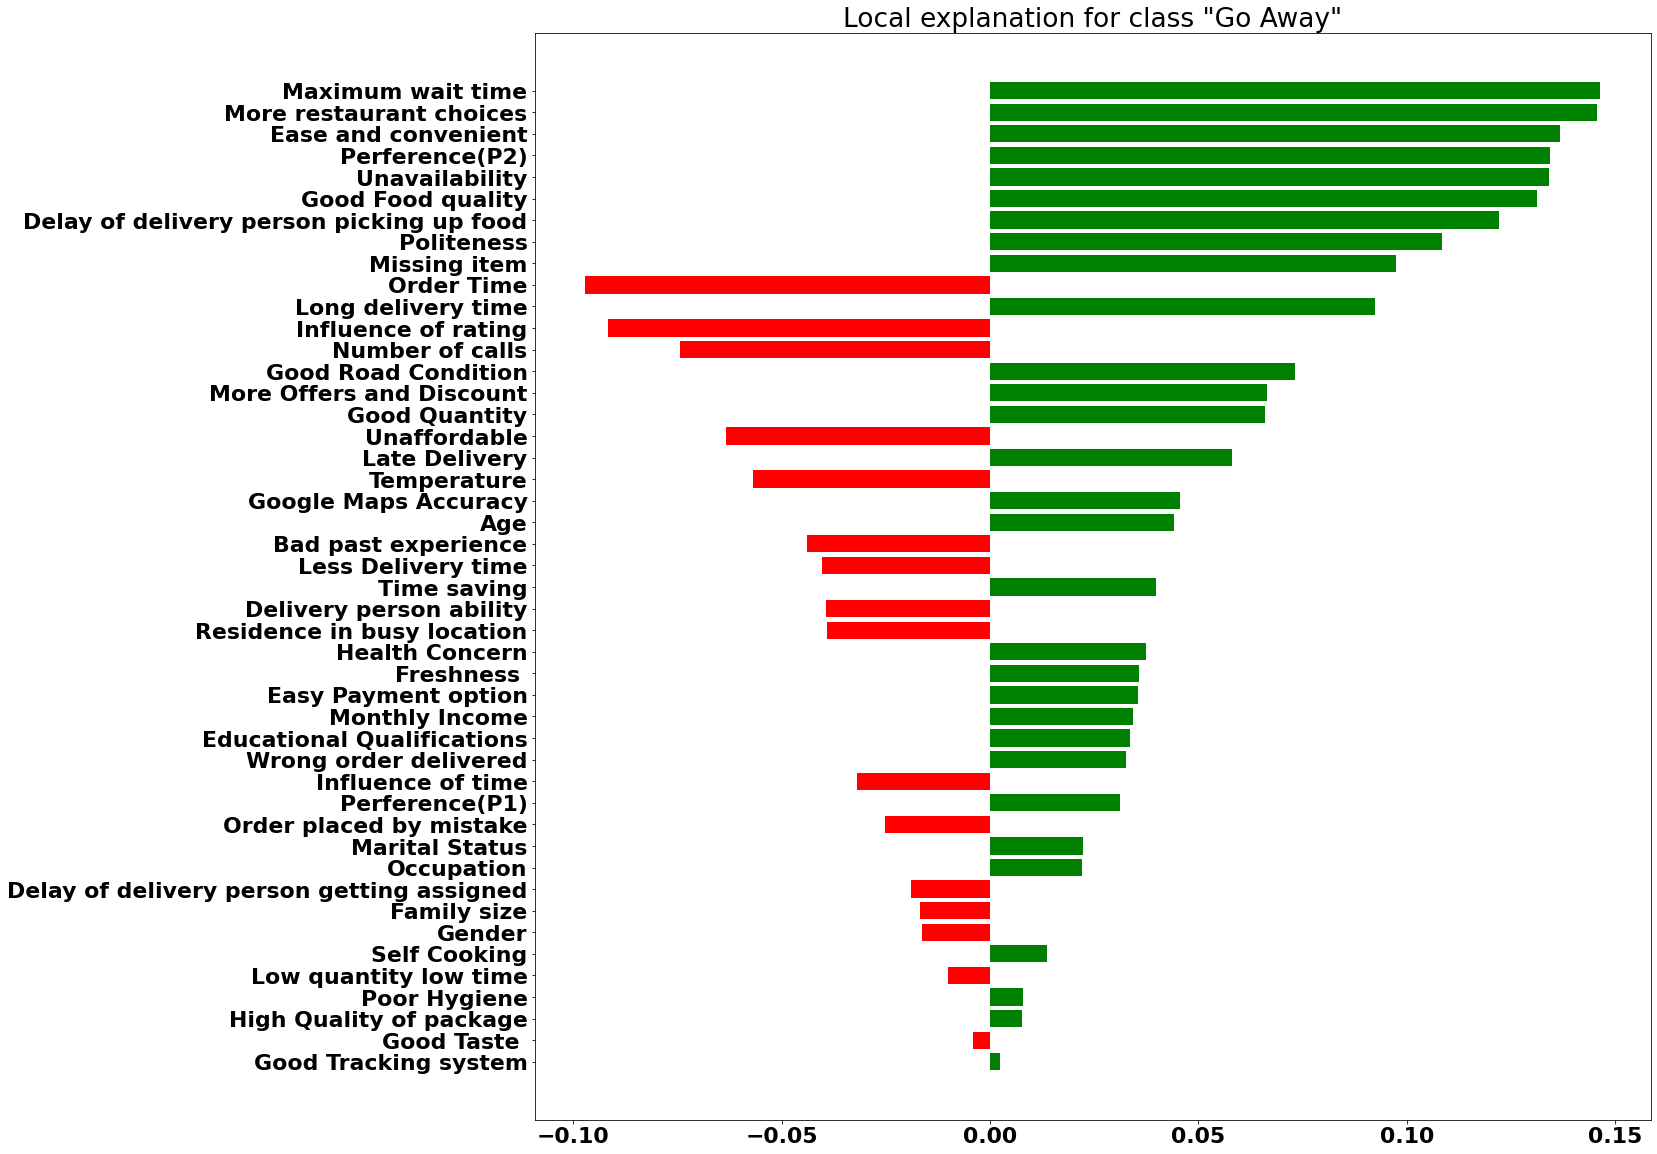 Local explanation for class "Go Away"
Maximum wait time
More restaurant choices
Ease and convenient
Perference(P2)
Unavailability
Good Food quality
Delay of delivery person picking up food
Politeness
Missing item
Order Time
Long delivery time
Influence of rating
Number of calls
Good Road Condition
More Offers and Discount
Good Quantity
Unaffordable
Late Delivery
Temperature
Google Maps Accuracy
Age
Bad past experience
Less Delivery time
Time saving
Delivery person ability
Residence in busy location
Health Concern
Freshness
Easy Payment option
Monthly Income
Educational Qualifications
Wrong order delivered
Influence of time
Perference(P1)
Order placed by mistake
Marital Status
Occupation
Delay of delivery person getting assigned
Family size
Gender
Self Cooking
Low quantity low time
Poor Hygiene
High Quality of package
Good Taste
Good Tracking system
−0.10 −0.05 0.00 0.05 0.10 0.15